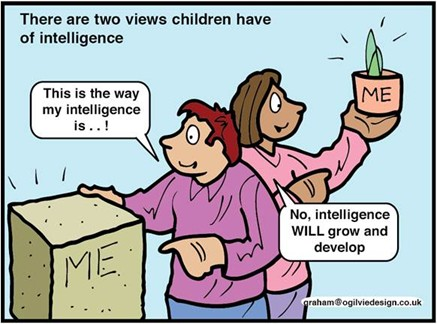 There are two views children have
of intelligence
This is the way
my intelligence
is . . !
ME
No, intelligence
WILL grow and
develop
ME
graham@ogilviedesign.co.uk